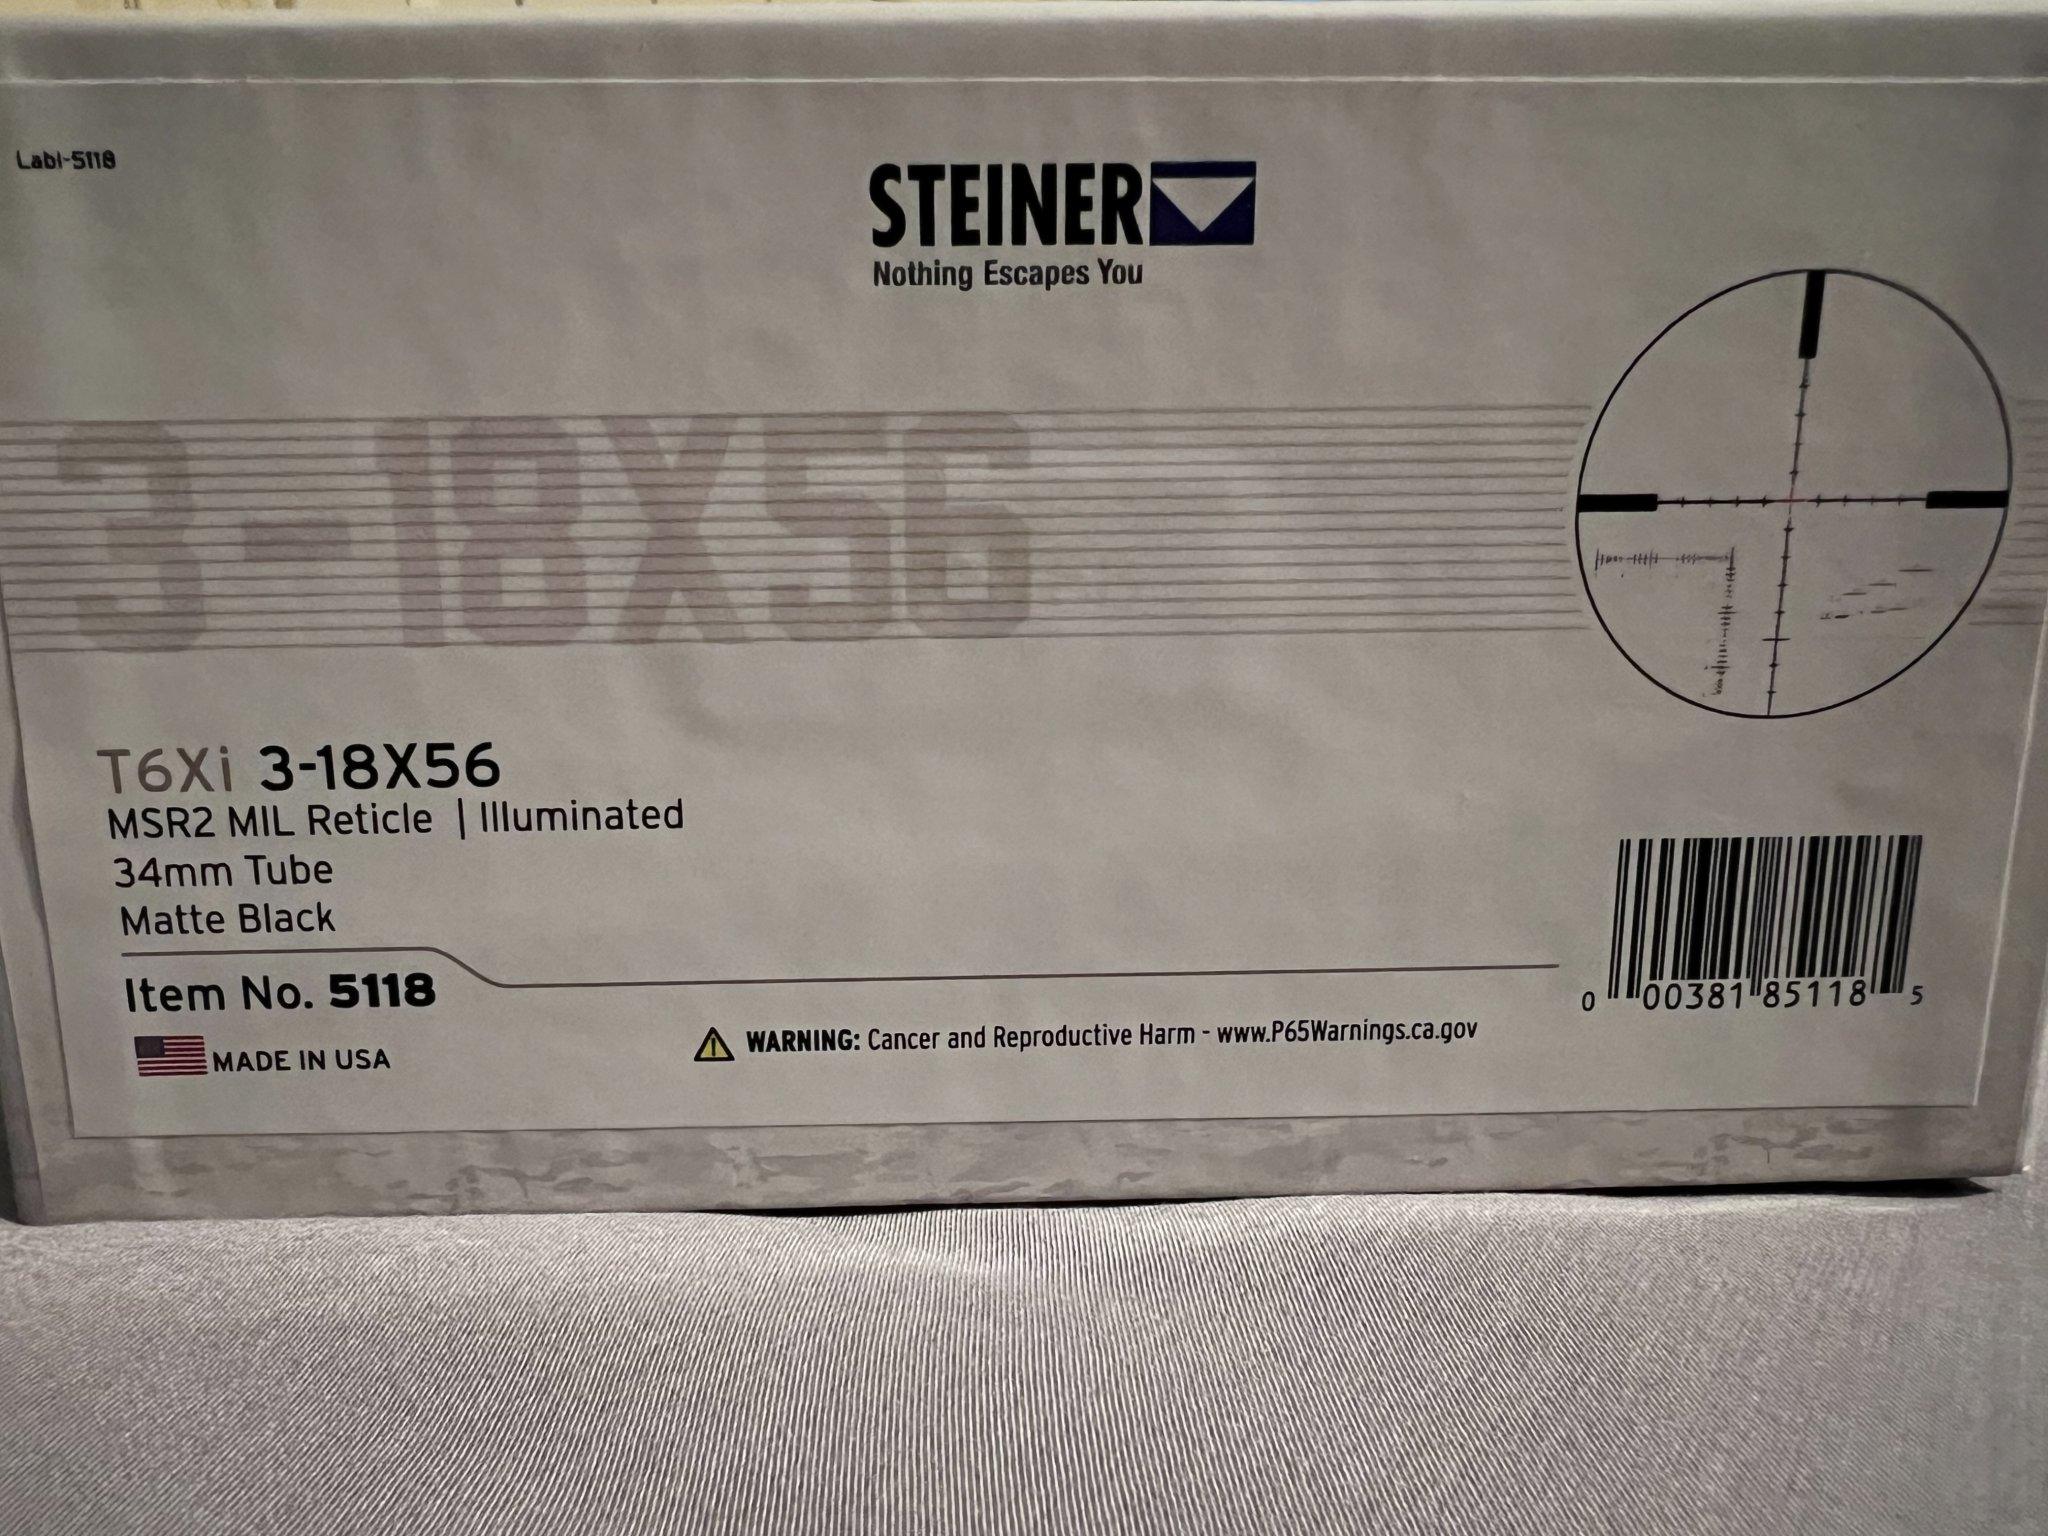 Labl-5118
STEINER
Nothing Escapes You
3-18X56
T6Xi 3-18X56
MSR2 MIL Reticle | Illuminated
34mm Tube
Matte Black
Item No. 5118
MADE IN USA
WARNING: Cancer and Reproductive Harm - www.P65Warnings.ca.gov
0 00381 85118 5